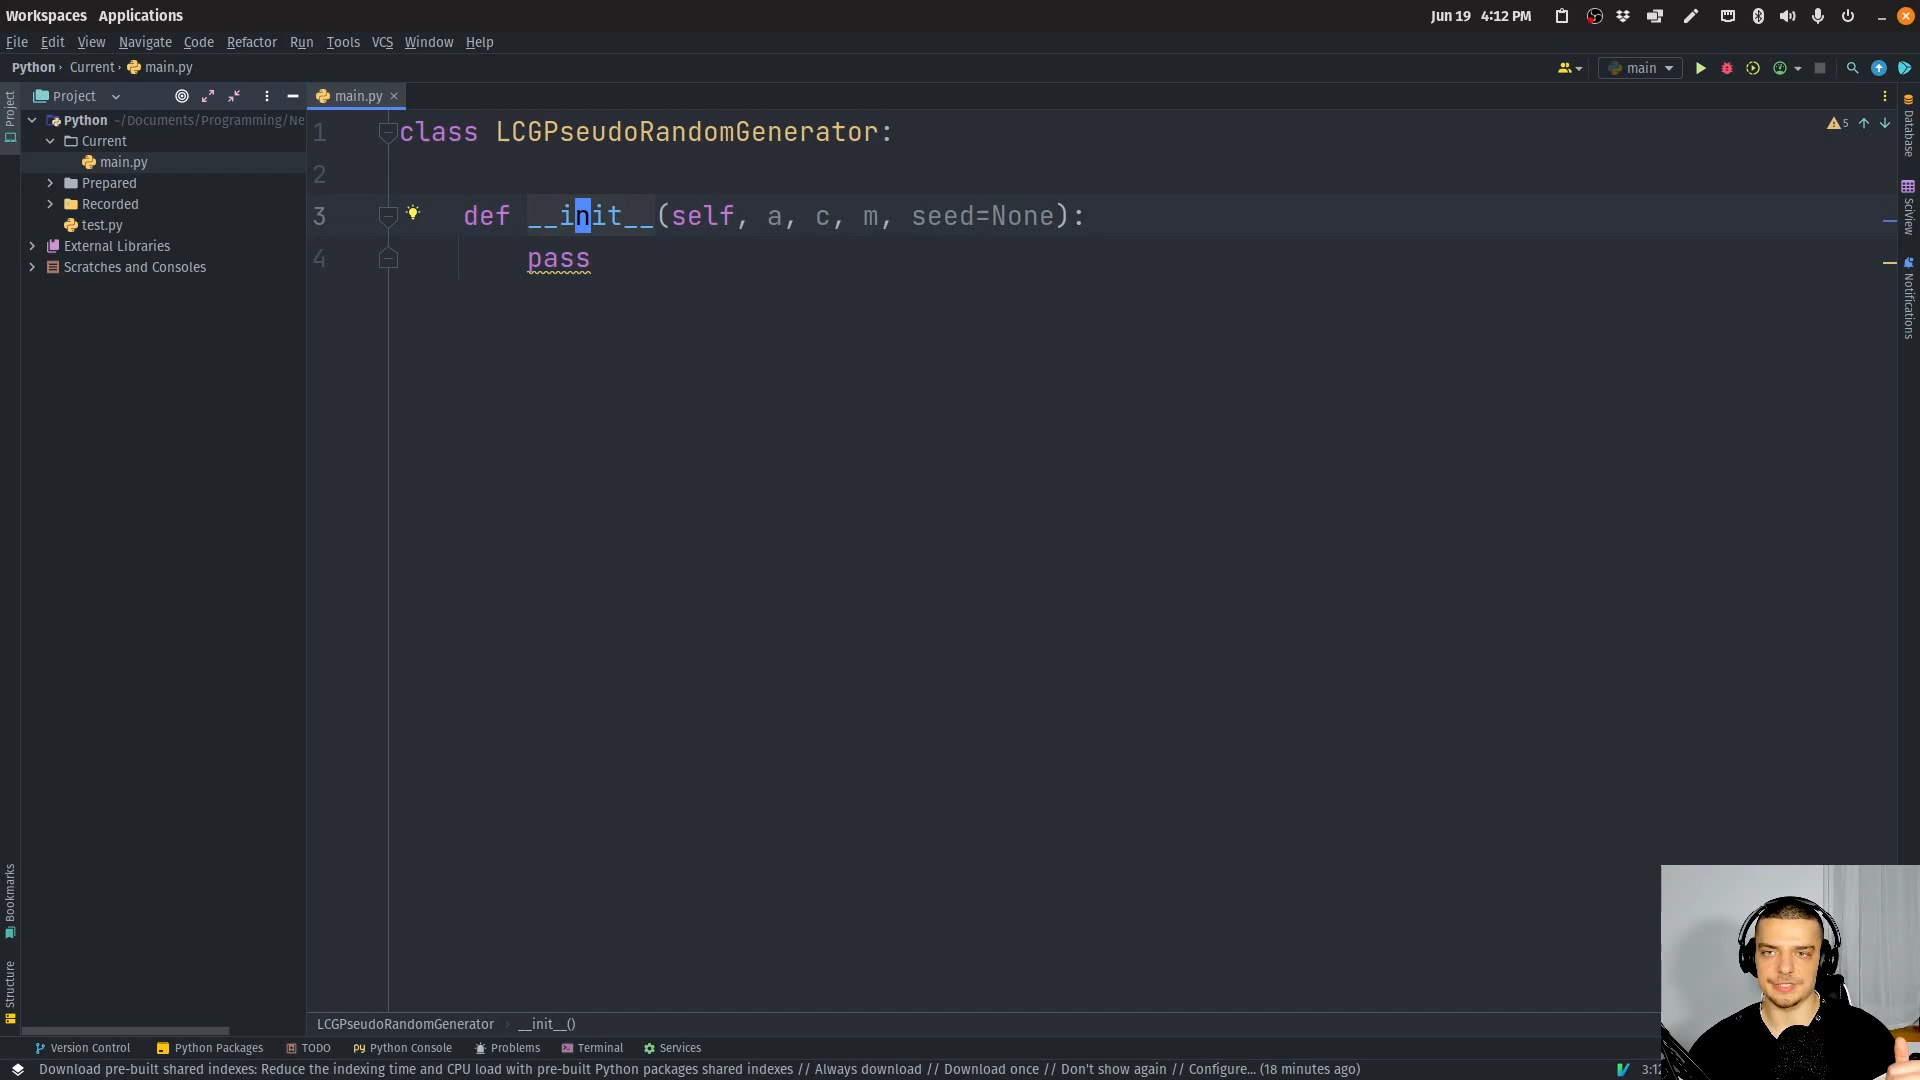 Workspaces Applications
Jun 19 4:12 PM
File Edit View Navigate Code Refactor Run Tools VCS Window Help
Python Current main.py
main
Project
main.py
Project
Python ~/Documents/Programming/Ne
Current
main.py
Prepared
Recorded
test.py
External Libraries
Scratches and Consoles
1 class LCGPseudoRandomGenerator:
2
3 def __init__(self, a, c, m, seed=None):
4 pass
5
Database
SciView
Notifications
Bookmarks
Structure
LCGPseudoRandomGenerator __init__()
Version Control Python Packages TODO Python Console Problems Terminal Services
Download pre-built shared indexes: Reduce the indexing time and CPU load with pre-built Python packages shared indexes // Always download // Download once // Don't show again // Configure... (18 minutes ago)
3:12